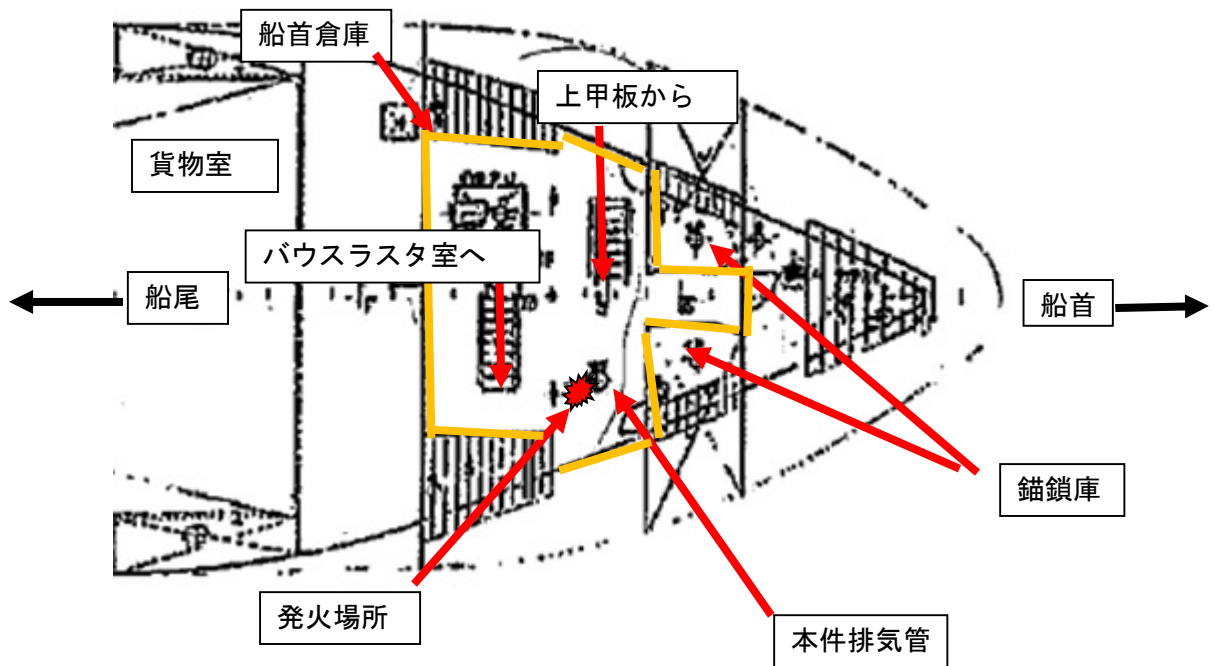 船首倉庫
上甲板から
貨物室
バウスラスタ室へ
船尾
船首
錨鎖庫
発火場所
本件排気管